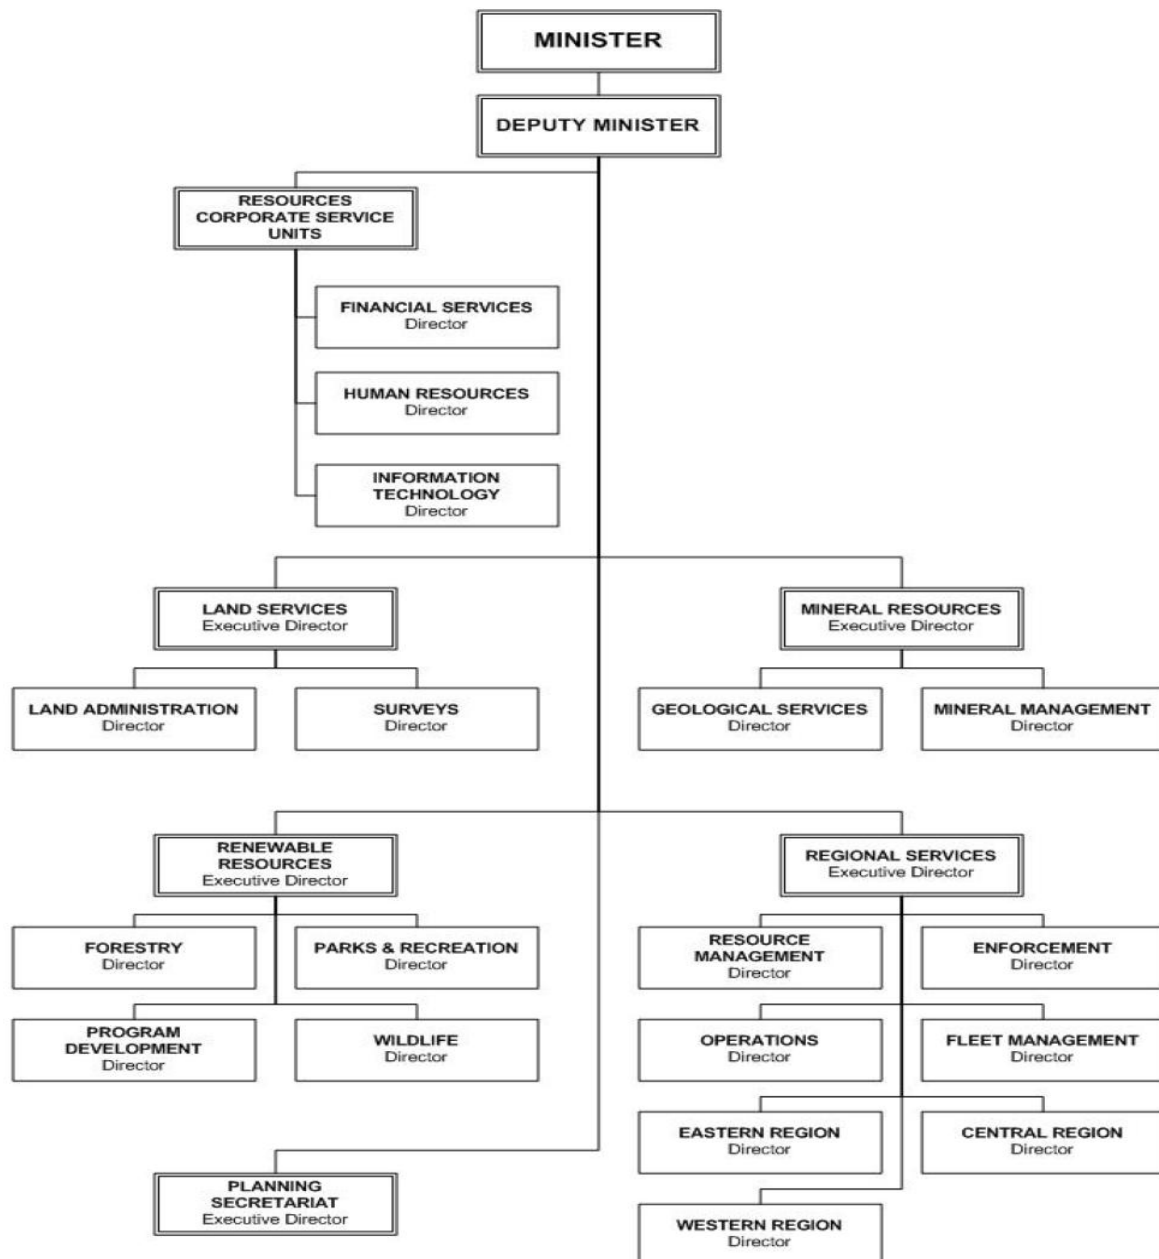 MINISTER
DEPUTY MINISTER
RESOURCES
CORPORATE SERVICE
UNITS
FINANCIAL SERVICES
Director
HUMAN RESOURCES
Director
INFORMATION
TECHNOLOGY
Director
LAND SERVICES
Executive Director
MINERAL RESOURCES
Executive Director
LAND ADMINISTRATION
Director
SURVEYS
Director
GEOLOGICAL SERVICES
Director
MINERAL MANAGEMENT
Director
RENEWABLE
RESOURCES
Executive Director
REGIONAL SERVICES
Executive Director
FORESTRY
Director
PARKS & RECREATION
Director
RESOURCE
MANAGEMENT
Director
ENFORCEMENT
Director
PROGRAM
DEVELOPMENT
Director
WILDLIFE
Director
OPERATIONS
Director
FLEET MANAGEMENT
Director
EASTERN REGION
Director
CENTRAL REGION
Director
PLANNING
SECRETARIAT
Executive Director
WESTERN REGION
Director